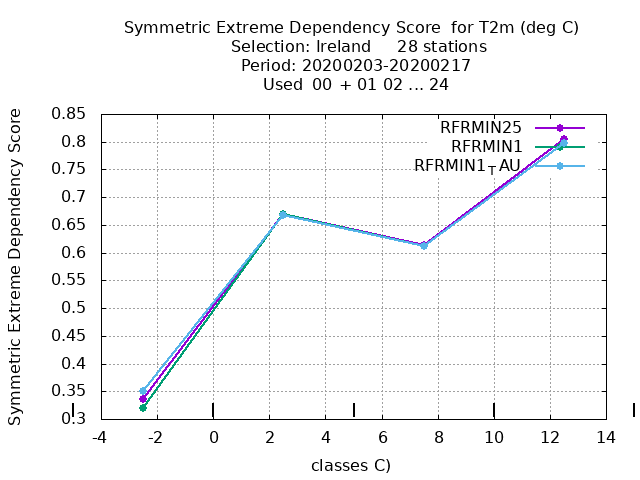 Symmetric Extreme Dependency Score  for T2m (deg C)
Selection: Ireland     28 stations
Period: 20200203-20200217
Used  00 + 01 02 ... 24
RFRMIN25
RFRMIN1
RFRMIN1TAU
Symmetric Extreme Dependency Score
0.85
0.8
0.75
0.7
0.65
0.6
0.55
0.5
0.45
0.4
0.35
0.3
-4 -2 0 2 4 6 8 10 12 14
classes C)